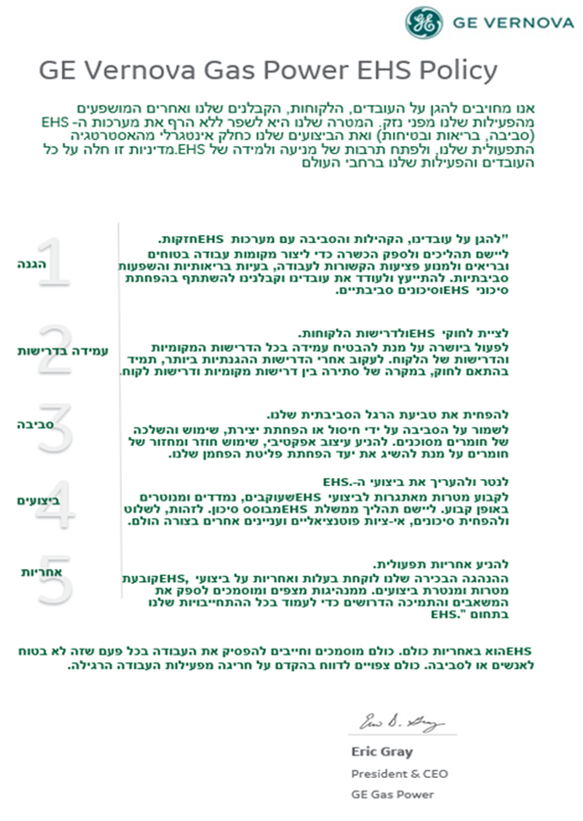 GE VERNOVA
GE Vernova Gas Power EHS Policy
אנו מחויבים להגן על העובדים, הלקוחות, הקבלנים שלנו ואחרים המושפעים
מהפעילות שלנו מפני נזק. המטרה שלנו היא לשפר ללא הרף את מערכות ה- EHS
(סביבה, בריאות ובטיחות) ואת הביצועים שלנו כחלק אינטגרלי מהאסטרטגיה
התפעולית שלנו, ולפתח תרבות של מניעה ולמידה של EHS.מדיניות זו חלה על כל
העובדים והפעילות שלנו ברחבי העולם
1
הגנה
"להגן על עובדינו, הקהילות והסביבה עם מערכות EHSחזקות.
ליישם תהליכים ולספק הכשרה כדי ליצור מקומות עבודה בטוחים
ובריאים ולמנוע פציעות הקשורות לעבודה, בעיות בריאותיות והשפעות
סביבתיות. להתייעץ ולעודד את עובדינו וקבלנינו להשתתף בהפחתת
סיכוני EHSוסיכונים סביבתיים.
2
עמידה בדרישות
לציית לחוקי EHSולדרישות הלקוחות.
לפעול ביושרה על מנת להבטיח עמידה בכל הדרישות המקומיות
והדרישות של הלקוח. לעקוב אחרי הדרישות ההגנתיות ביותר, תמיד
בהתאם לחוק, במקרה של סתירה בין דרישות מקומיות ודרישות לקוח.
3
סביבה
להפחית את טביעת הרגל הסביבתית שלנו.
לשמור על הסביבה על ידי חיסול או הפחתת יצירת, שימוש והשלכה
של חומרים מסוכנים. להניע עיצוב אפקטיבי, שימוש חוזר ומחזור של
חומרים על מנת להשיג את יעד הפחתת פליטת הפחמן שלנו.
4
ביצועים
לנטר ולהעריך את ביצועי ה-EHS.
לקבוע מטרות מאתגרות לביצועי EHSשעוקבים, נמדדים ומנוטרים
באופן קבוע. ליישם תהליך ממשלת EHSמבוסס סיכון. לזהות, לשלוט
ולהפחית סיכונים, אי-ציות פוטנציאליים ועניינים אחרים בצורה הולם.
5
אחריות
להניע אחריות תפעולית.
ההנהגה הבכירה שלנו לוקחת בעלות ואחריות על ביצועי EHS,קובעת
מטרות ומנטרת ביצועים. ממנהיגות מצפים ומוסמכים לספק את
המשאבים והתמיכה הדרושים כדי לעמוד בכל ההתחייבויות שלנו
בתחום EHS."
EHSהוא באחריות כולם. כולם מוסמכים וחייבים להפסיק את העבודה בכל פעם שזה לא בטוח
לאנשים או לסביבה. כולם צפויים לדווח בהקדם על חריגה מפעילות העבודה הרגילה.
Eric Gray
President & CEO
GE Gas Power